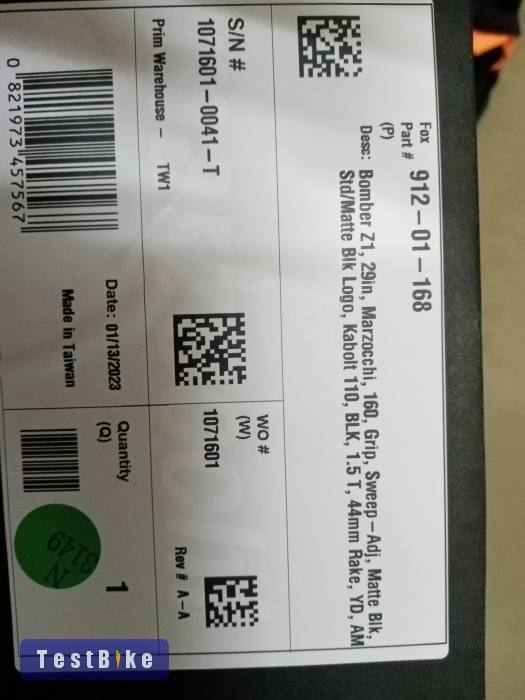 Fox
Part # 912-01-168
(P)
Desc: Bomber Z1, 29in, Marzocchi, 160, Grip, Sweep-Adj, Matte Blk,
Std/Matte Blk Logo, Kabolt 110, BLK, 1.5 T, 44mm Rake, YD, AM
S/N #
1071601-0041-T
Prim Warehouse - TW1
WO #
(W)
1071601
Rev # A-A
0 821973 457567
Date: 01/13/2023
Made in Taiwan
Quantity
(Q)
1
N
3149
TestBike